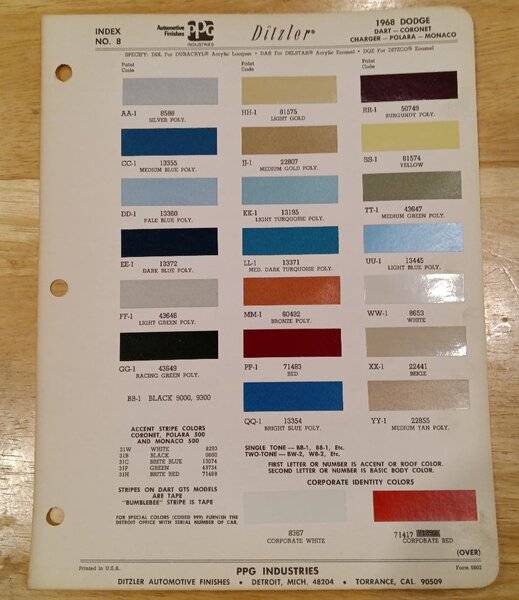 INDEX
NO. 8
Automotive
Finishes
PPG
INDUSTRIES
Ditzler®
1968 DODGE
DART — CORONET
CHARGER — POLARA — MONACO
SPECIFY: DDL For DURACRYL® Acrylic Lacquer • DAR For DELSTAR® Acrylic Enamel • DQE For DITZCO® Enamel
Paint
Code
AA-1 8588
SILVER POLY.
CC-1 13355
MEDIUM BLUE POLY.
DD-1 13360
PALE BLUE POLY.
EE-1 13372
DARK BLUE POLY.
FF-1 43646
LIGHT GREEN POLY.
GG-1 43649
RACING GREEN POLY.
BB-1 BLACK 9000, 9300
ACCENT STRIPE COLORS
CORONET, POLARA 500
AND MONACO 500
31W WHITE 8293
31B BLACK 9000
31C BRITE BLUE 13074
31F GREEN 43734
31H BRITE RED 71488
STRIPES ON DART GTS MODELS
ARE TAPE
"BUMBLEBEE" STRIPE IS TAPE
FOR SPECIAL COLORS (CODED 999) FURNISH THE
DETROIT OFFICE WITH SERIAL NUMBER OF CAR.
Paint
Code
HH-1 81575
LIGHT GOLD
JJ-1 22807
MEDIUM GOLD POLY.
KK-1 13195
LIGHT TURQUOISE POLY.
LL-1 13371
MED. DARK TURQUOISE POLY.
MM-1 60492
BRONZE POLY.
PP-1 71483
RED
QQ-1 13354
BRIGHT BLUE POLY.
Paint
Code
RR-1 50749
BURGUNDY POLY.
SS-1 81574
YELLOW
TT-1 43647
MEDIUM GREEN POLY.
UU-1 13445
LIGHT BLUE POLY.
WW-1 8653
WHITE
XX-1 22441
BEIGE
YY-1 22855
MEDIUM TAN POLY.
SINGLE TONE — BB-1, 88-1, Etc.
TWO-TONE — BW-2, W8-2, Etc.
FIRST LETTER OR NUMBER IS ACCENT OR ROOF COLOR.
SECOND LETTER OR NUMBER IS BASIC BODY COLOR.
CORPORATE IDENTITY COLORS
8367
CORPORATE WHITE
71417
CORPORATE RED
(OVER)
Printed in U.S.A.
PPG INDUSTRIES
Form 6802
DITZLER AUTOMOTIVE FINISHES • DETROIT, MICH. 48204 • TORRANCE, CAL. 90509